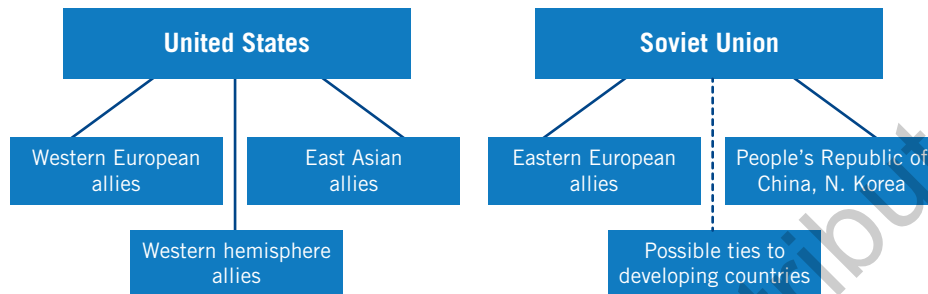 United States
Soviet Union
Western European
allies
East Asian
allies
Eastern European
allies
People's Republic of
China, N. Korea
Western hemisphere
allies
Possible ties to
developing countries